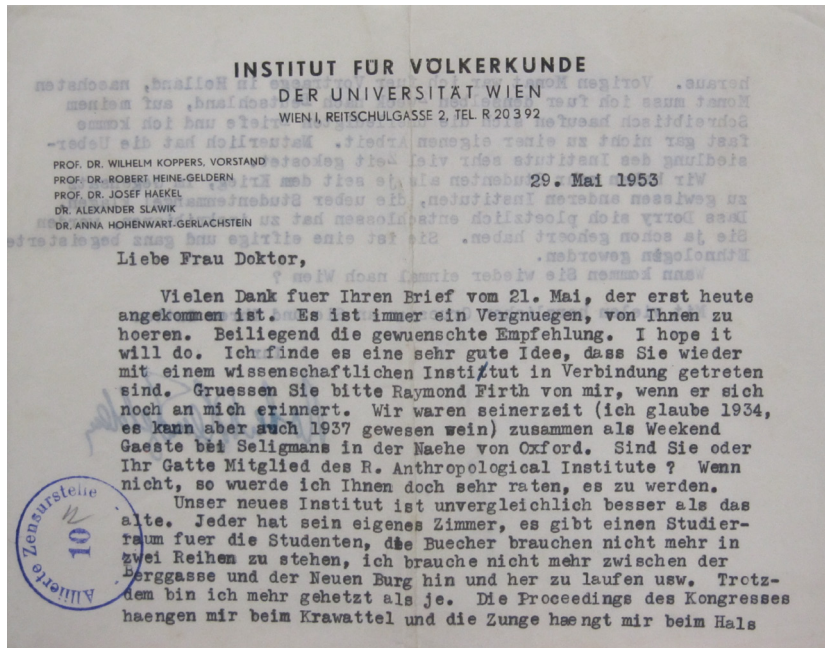 INSTITUT FÜR VÖLKERKUNDE
DER UNIVERSITÄT WIEN
WIEN I, REITSCHULGASSE 2, TEL. R 20 3 92
PROF. DR. WILHELM KOPPERS, VORSTAND
PROF. DR. ROBERT HEINE-GELDERN
PROF. DR. JOSEF HAEKEL
DR. ALEXANDER SLAWIK
DR. ANNA HOHENWART-GERLACHSTEIN
29. Mai 1953
Liebe Frau Doktor,
Vielen Dank fuer Ihren Brief vom 21. Mai, der erst heute
angekommen ist. Es ist immer ein Vergnuegen, von Ihnen zu
hoeren. Beiliegend die gewuenschte Empfehlung. I hope it
will do. Ich finde es eine sehr gute Idee, dass Sie wieder
mit einem wissenschaftlichen Institut in Verbindung getreten
sind. Gruessen Sie bitte Raymond Firth von mir, wenn er sich
noch an mich erinnert. Wir waren seinerzeit (ich glaube 1934,
es kann aber auch 1937 gewesen sein) zusammen als Weekend
Gaeste bei Seligmans in der Naehe von Oxford. Sind Sie oder
Ihr Gatte Mitglied des R. Anthropological Institute ? Wenn
nicht, so wuerde ich Ihnen doch sehr raten, es zu werden.
Unser neues Institut ist unvergleichlich besser als das
alte. Jeder hat sein eigenes Zimmer, es gibt einen Studier-
raum fuer die Studenten, die Buecher brauchen nicht mehr in
zwei Reihen zu stehen, ich brauche nicht mehr zwischen der
Berggasse und der Neuen Burg hin und her zu laufen usw. Trotz-
dem bin ich mehr gehetzt als je. Die Proceedings des Kongresses
haengen mir beim Krawattel und die Zunge haengt mir beim Hals
Alliierte Zensurstelle
10